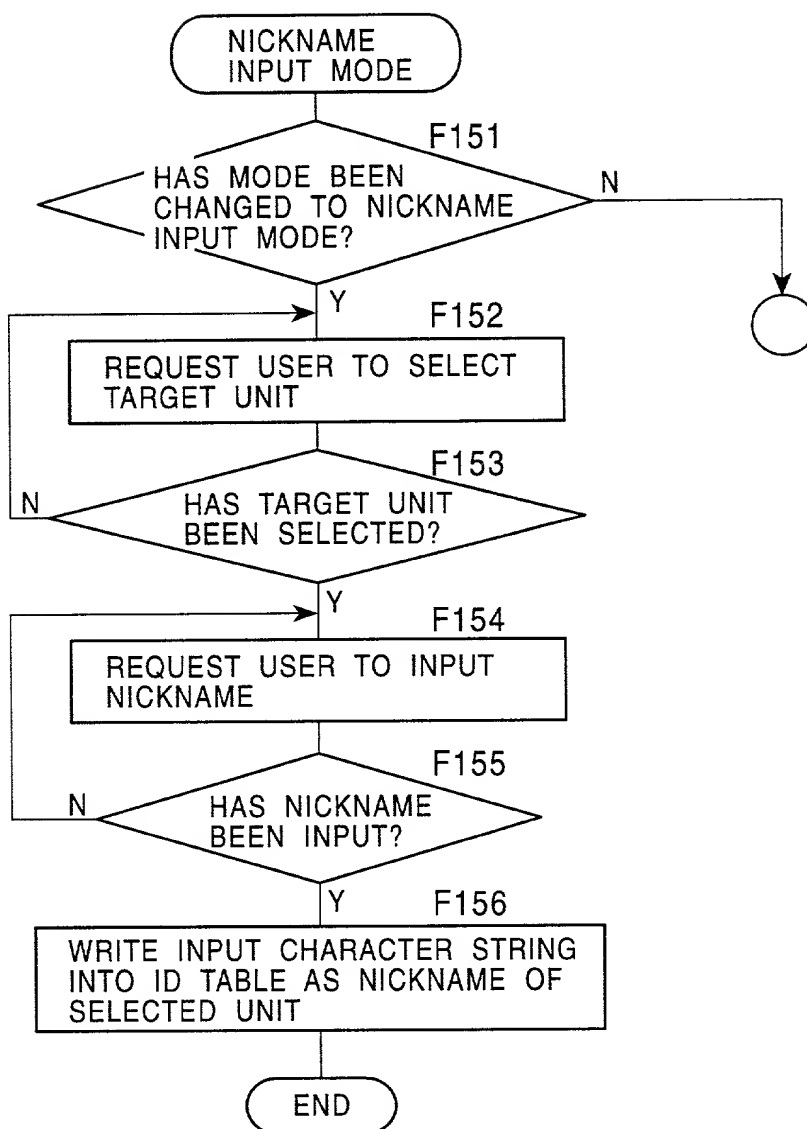 NICKNAME
INPUT MODE
F151
HAS MODE BEEN
CHANGED TO NICKNAME
INPUT MODE?
N
Y
F152
REQUEST USER TO SELECT
TARGET UNIT
F153
N
HAS TARGET UNIT
BEEN SELECTED?
Y
F154
REQUEST USER TO INPUT
NICKNAME
F155
N
HAS NICKNAME
BEEN INPUT?
Y
F156
WRITE INPUT CHARACTER STRING
INTO ID TABLE AS NICKNAME OF
SELECTED UNIT
END